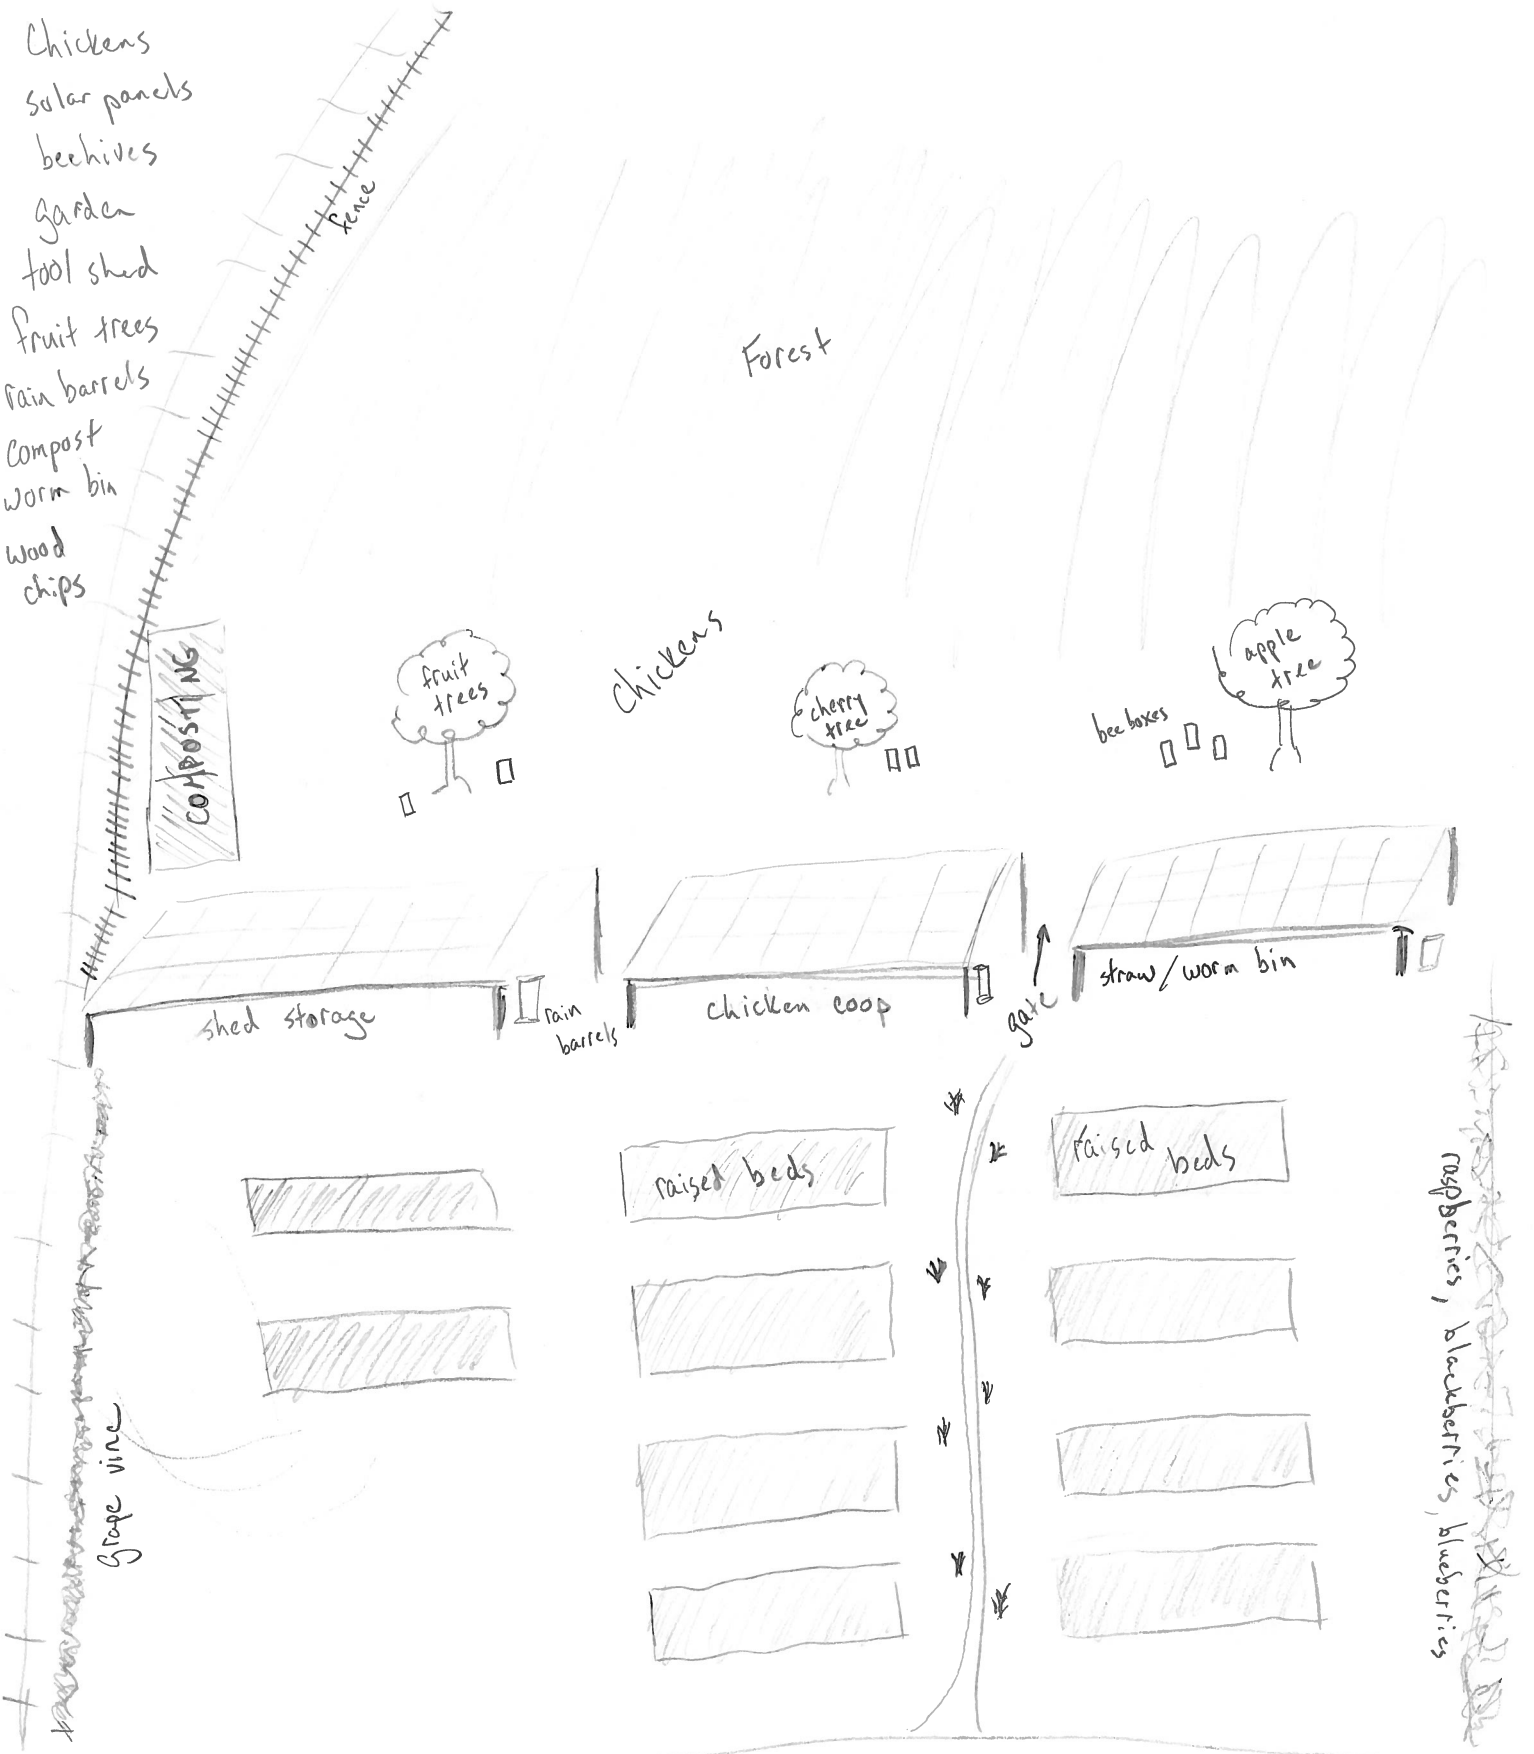 Chickens
solar panels
beehives
garden
tool shed
fruit trees
rain barrels
compost
worm bin
wood
chips
fence
Forest
COMPOSTING
fruit
trees
Chickens
cherry
tree
bee boxes
apple
tree
shed storage
rain
barrels
chicken coop
gate
straw/worm bin
raised beds
raised
beds
grape vine
raspberries, blackberries, blueberries